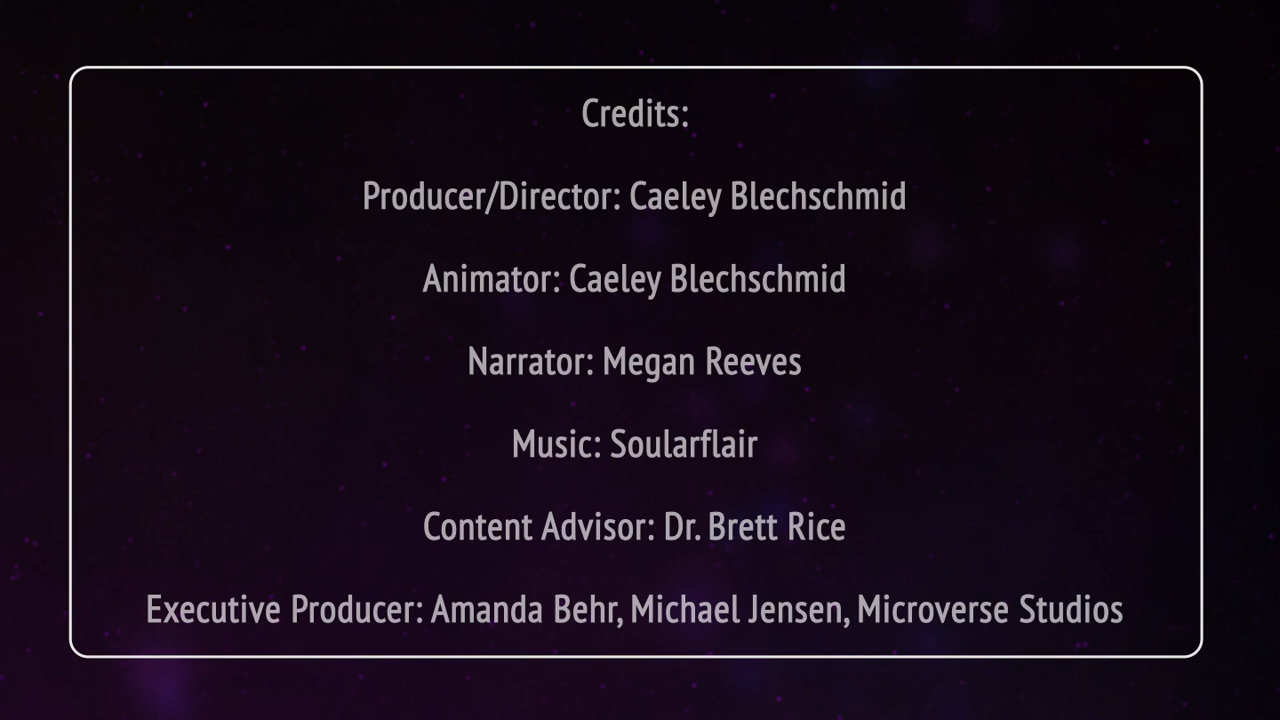 Credits:
Producer/Director: Caeley Blechschmid
Animator: Caeley Blechschmid
Narrator: Megan Reeves
Music: Soularflair
Content Advisor: Dr. Brett Rice
Executive Producer: Amanda Behr, Michael Jensen, Microverse Studios